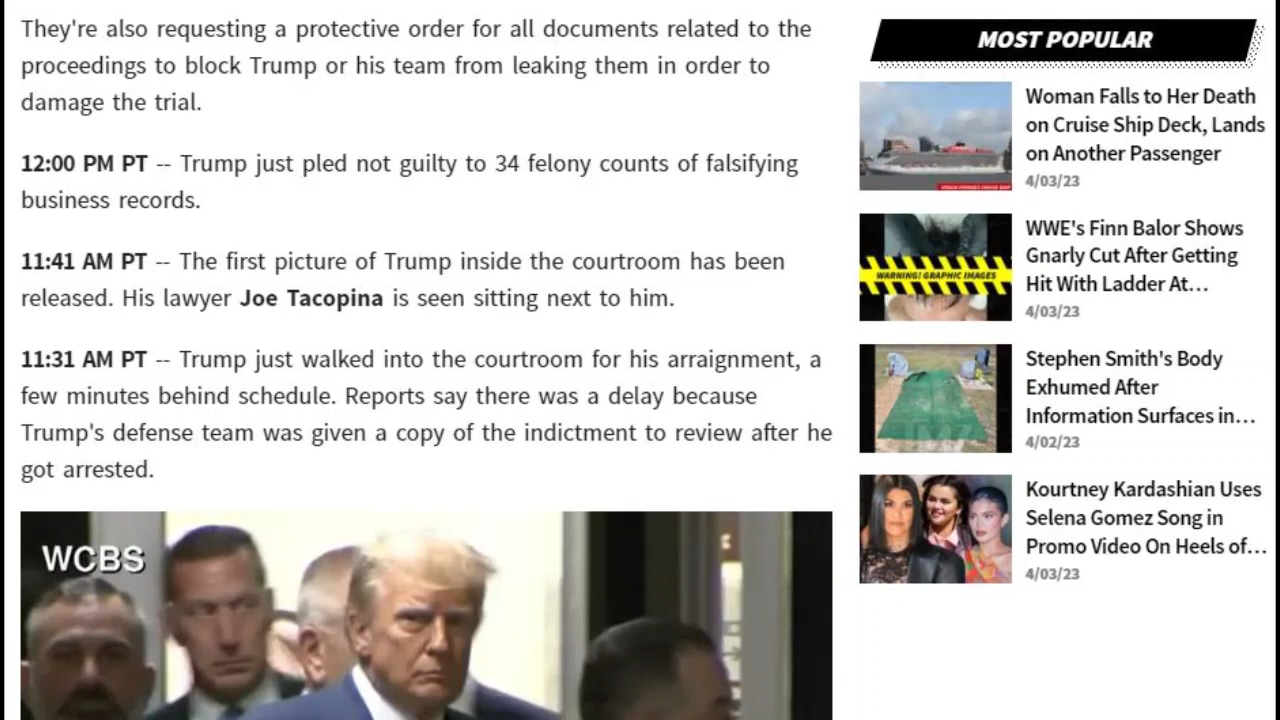 They're also requesting a protective order for all documents related to the
proceedings to block Trump or his team from leaking them in order to
damage the trial.
12:00 PM PT -- Trump just pled not guilty to 34 felony counts of falsifying
business records.
11:41 AM PT -- The first picture of Trump inside the courtroom has been
released. His lawyer Joe Tacopina is seen sitting next to him.
11:31 AM PT -- Trump just walked into the courtroom for his arraignment, a
few minutes behind schedule. Reports say there was a delay because
Trump's defense team was given a copy of the indictment to review after he
got arrested.
WCBS
MOST POPULAR
Woman Falls to Her Death
on Cruise Ship Deck, Lands
on Another Passenger
4/03/23
WWE's Finn Balor Shows
Gnarly Cut After Getting
Hit With Ladder At...
4/03/23
WARNING! GRAPHIC IMAGES
Stephen Smith's Body
Exhumed After
Information Surfaces in...
4/02/23
TMZ
Kourtney Kardashian Uses
Selena Gomez Song in
Promo Video On Heels of...
4/03/23